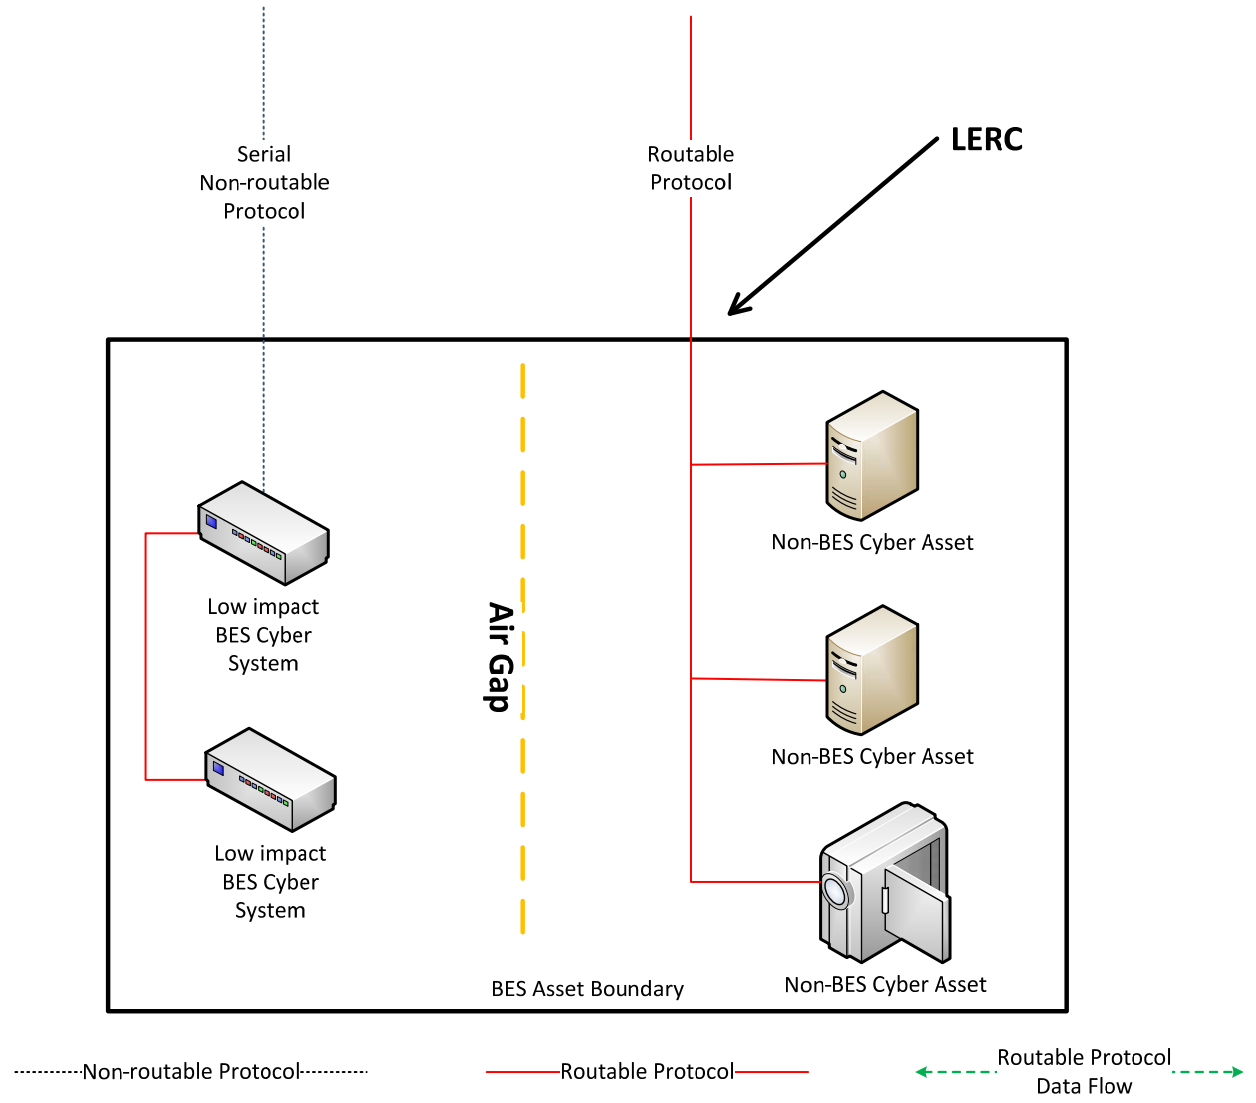 Serial
Non-routable
Protocol
Routable
Protocol
LERC
Low impact
BES Cyber
System
Low impact
BES Cyber
System
Air Gap
Non-BES Cyber Asset
Non-BES Cyber Asset
Non-BES Cyber Asset
BES Asset Boundary
Non-routable Protocol
Routable Protocol
Routable Protocol
Data Flow